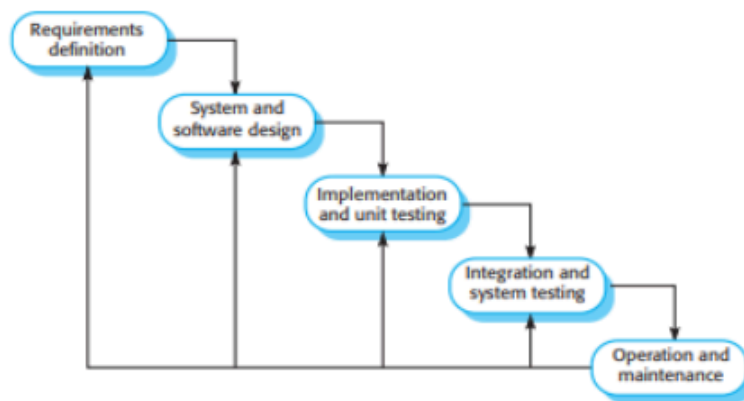 Requirements
definition
System and
software design
Implementation
and unit testing
Integration and
system testing
Operation and
maintenance